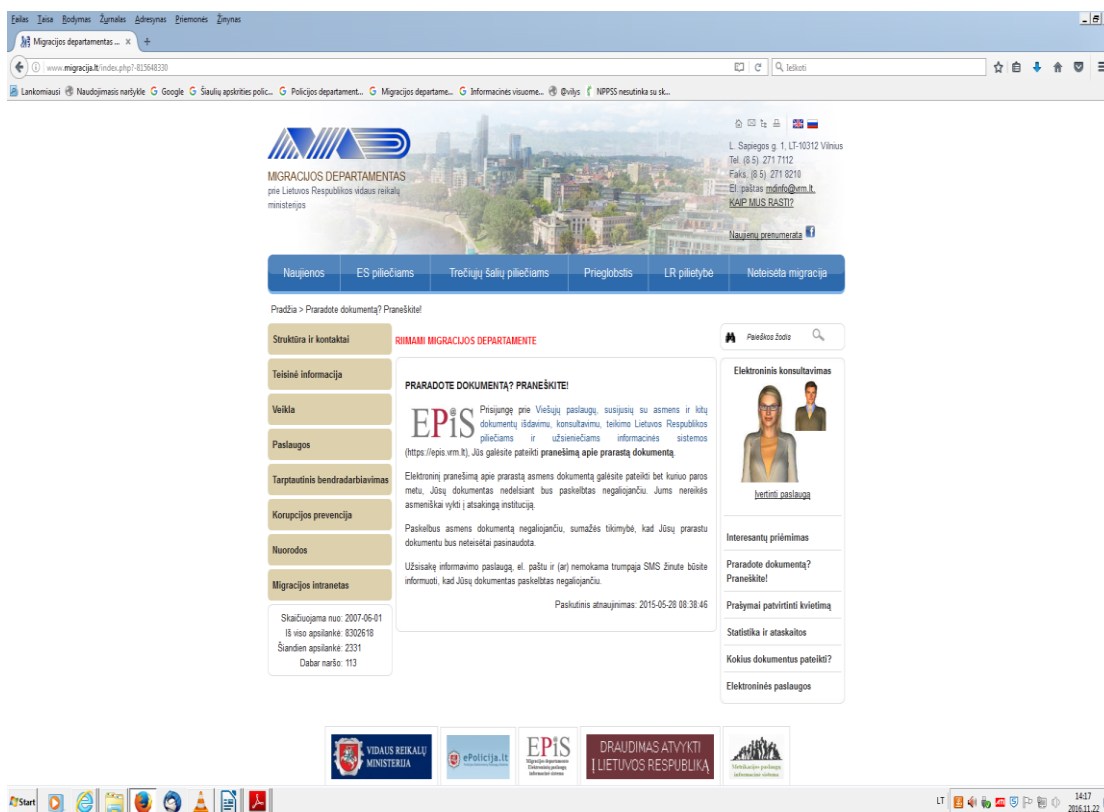 Failas Taisa Rodymas Žurnalas Adresynas Priemonės Žinynas
Migracijos departamentas ... x +
www.migracija.lt/index.php?-815648330
Ieškoti
Lankomiausi Naudojimasis naršykle Google Šiaulių apskrities polic... Policijos departament... Migracijos departame... Informacinės visuome... @vilys NPPSS nesutinka su sk...
MIGRACIJOS DEPARTAMENTAS
prie Lietuvos Respublikos vidaus reikalų
ministerijos
L. Sapiegos g. 1, LT-10312 Vilnius
Tel. (8 5) 271 7112
Faks. (8 5) 271 8210
El. paštas mdinfo@vrm.lt,
KAIP MUS RASTI?
Naujienų prenumerata
Naujienos ES piliečiams Trečiųjų šalių piliečiams Prieglobstis LR pilietybė Neteisėta migracija
Pradžia > Praradote dokumentą? Praneškite!
Struktūra ir kontaktai
Teisinė informacija
Veikla
Paslaugos
Tarptautinis bendradarbiavimas
Korupcijos prevencija
Nuorodos
Migracijos intranetas
Skaičiuojama nuo: 2007-06-01
Iš viso apsilankė: 8302618
Šiandien apsilankė: 2331
Dabar naršo: 113
RIIMAMI MIGRACIJOS DEPARTAMENTE
PRARADOTE DOKUMENTĄ? PRANEŠKITE!
EPiS
Prisijungę prie Viešųjų paslaugų, susijusių su asmens ir kitų
dokumentų išdavimu, konsultavimu, teikimo Lietuvos Respublikos
piliečiams ir užsieniečiams informacinės sistemos
(https://epis.vrm.lt), Jūs galėsite pateikti pranešimą apie prarastą dokumentą.
Elektroninį pranešimą apie prarastą asmens dokumentą galėsite pateikti bet kuriuo paros
metu, Jūsų dokumentas nedelsiant bus paskelbtas negaliojančiu. Jums nereikės
asmeniškai vykti į atsakingą instituciją.
Paskelbus asmens dokumentą negaliojančiu, sumažės tikimybė, kad Jūsų prarastu
dokumentu bus neteisėtai pasinaudota.
Užsisakę informavimo paslaugą, el. paštu ir (ar) nemokama trumpąja SMS žinute būsite
informuoti, kad Jūsų dokumentas paskelbtas negaliojančiu.
Paskutinis atnaujinimas: 2015-05-28 08:38:46
Paieškos žodis
Elektroninis konsultavimas
Įvertinti paslaugą
Interesantų priėmimas
Praradote dokumentą?
Praneškite!
Prašymai patvirtinti kvietimą
Statistika ir ataskaitos
Kokius dokumentus pateikti?
Elektroninės paslaugos
VIDAUS REIKALŲ
MINISTERIJA
ePolicija.lt
EPiS
Migracijos departamento
Elektroninių paslaugų
informacinė sistema
DRAUDIMAS ATVYKTI
Į LIETUVOS RESPUBLIKĄ
Metrikacijos paslaugų
informacinė sistema
Start
LT
14:17
2016.11.22